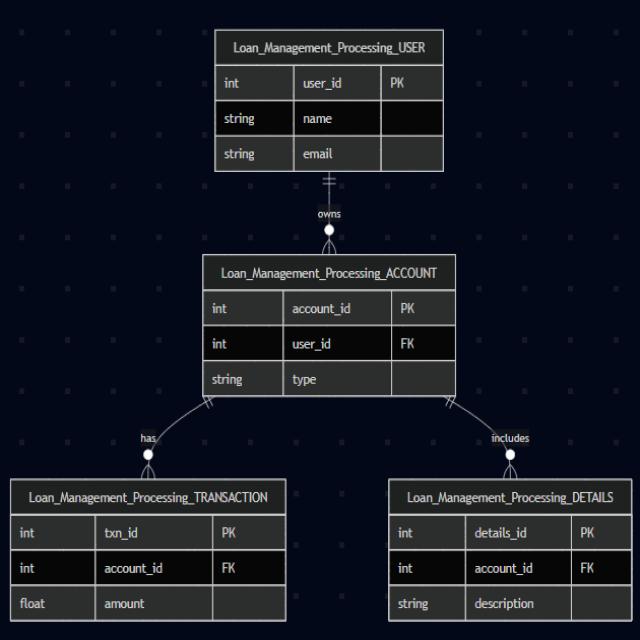 Loan_Management_Processing_USER
int user_id PK
string name
string email
owns
Loan_Management_Processing_ACCOUNT
int account_id PK
int user_id FK
string type
has includes
Loan_Management_Processing_TRANSACTION
int txn_id PK
int account_id FK
float amount
Loan_Management_Processing_DETAILS
int details_id PK
int account_id FK
string description